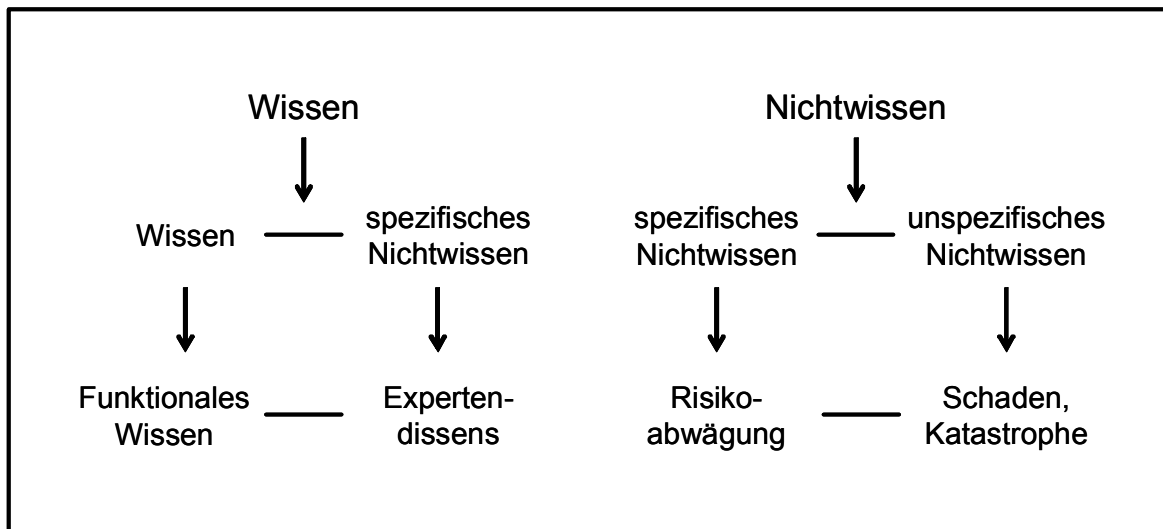 Wissen
Nichtwissen
Wissen
spezifisches
Nichtwissen
spezifisches
Nichtwissen
unspezifisches
Nichtwissen
Funktionales
Wissen
Experten-
dissens
Risiko-
abwägung
Schaden,
Katastrophe